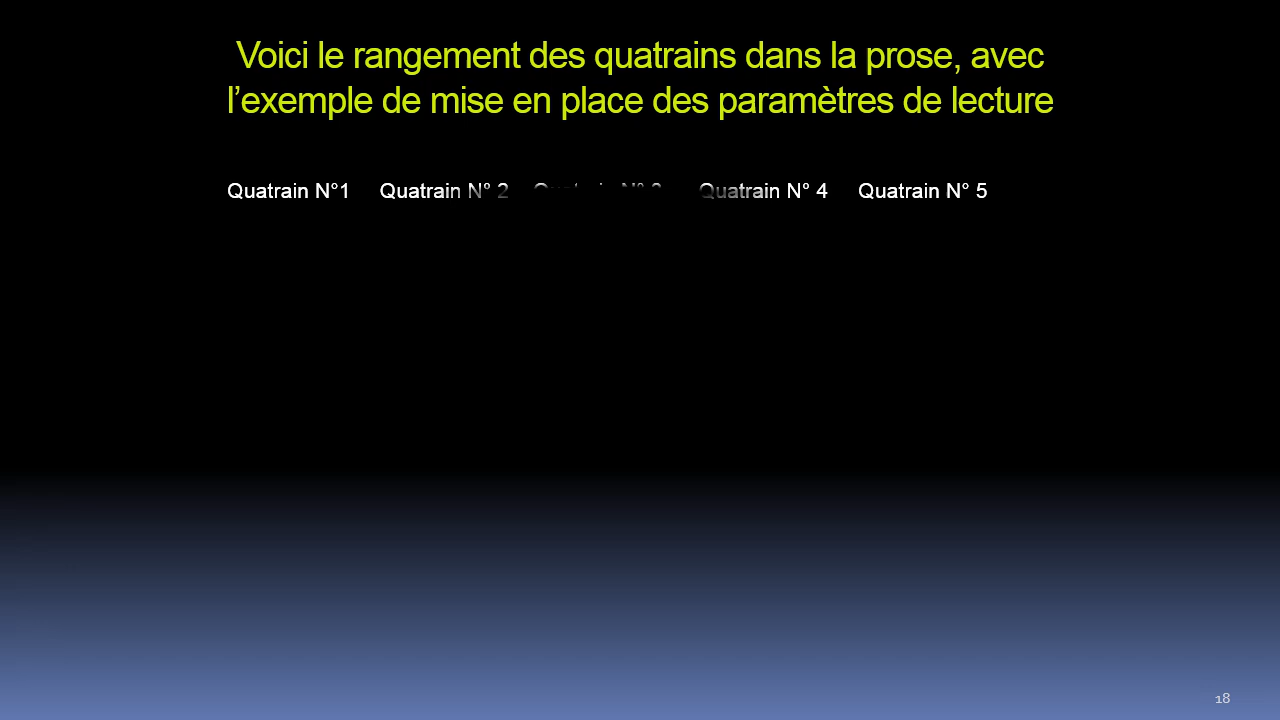 Voici le rangement des quatrains dans la prose, avec
l’exemple de mise en place des paramètres de lecture
Quatrain N°1 Quatrain N° 2 Quatrain N° 4 Quatrain N° 5
18